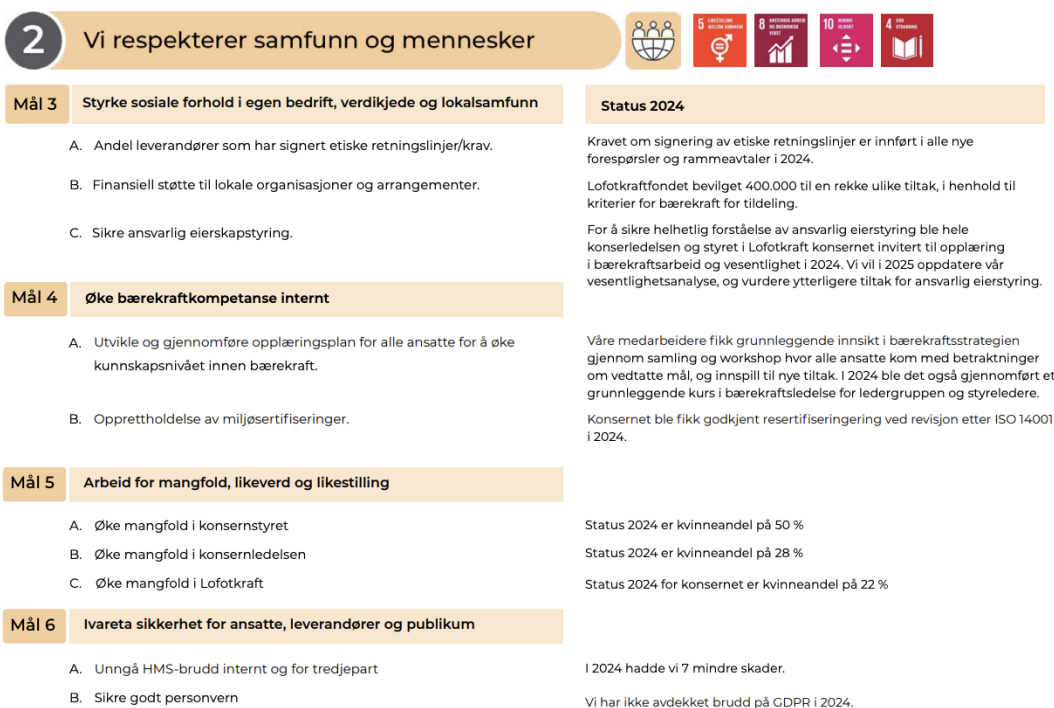 2
Vi respekterer samfunn og mennesker
5 LIKESTILLING MELLOM KJØNNENE
8 ANSTENDIG ARBEID OG ØKONOMISK VEKST
10 MINDRE ULIKHET
4 GOD UTDANNING
Mål 3
Styrke sosiale forhold i egen bedrift, verdikjede og lokalsamfunn
Status 2024
A. Andel leverandører som har signert etiske retningslinjer/krav.
Kravet om signering av etiske retningslinjer er innført i alle nye
forespørsler og rammeavtaler i 2024.
B. Finansiell støtte til lokale organisasjoner og arrangementer.
Lofotkraftfondet bevilget 400.000 til en rekke ulike tiltak, i henhold til
kriterier for bærekraft for tildeling.
C. Sikre ansvarlig eierskapstyring.
For å sikre helhetlig forståelse av ansvarlig eierstyring ble hele
konserledelsen og styret i Lofotkraft konsernet invitert til opplæring
i bærekraftsarbeid og vesentlighet i 2024. Vi vil i 2025 oppdatere vår
vesentlighetsanalyse, og vurdere ytterligere tiltak for ansvarlig eierstyring.
Mål 4
Øke bærekraftkompetanse internt
A. Utvikle og gjennomføre opplæringsplan for alle ansatte for å øke
kunnskapsnivået innen bærekraft.
Våre medarbeidere fikk grunnleggende innsikt i bærekraftsstrategien
gjennom samling og workshop hvor alle ansatte kom med betraktninger
om vedtatte mål, og innspill til nye tiltak. I 2024 ble det også gjennomført et
grunnleggende kurs i bærekraftsledelse for ledergruppen og styreledere.
B. Opprettholdelse av miljøsertifiseringer.
Konsernet ble fikk godkjent resertifiseringering ved revisjon etter ISO 14001
i 2024.
Mål 5
Arbeid for mangfold, likeverd og likestilling
A. Øke mangfold i konsernstyret
Status 2024 er kvinneandel på 50 %
B. Øke mangfold i konsernledelsen
Status 2024 er kvinneandel på 28 %
C. Øke mangfold i Lofotkraft
Status 2024 for konsernet er kvinneandel på 22 %
Mål 6
Ivareta sikkerhet for ansatte, leverandører og publikum
A. Unngå HMS-brudd internt og for tredjepart
I 2024 hadde vi 7 mindre skader.
B. Sikre godt personvern
Vi har ikke avdekket brudd på GDPR i 2024.